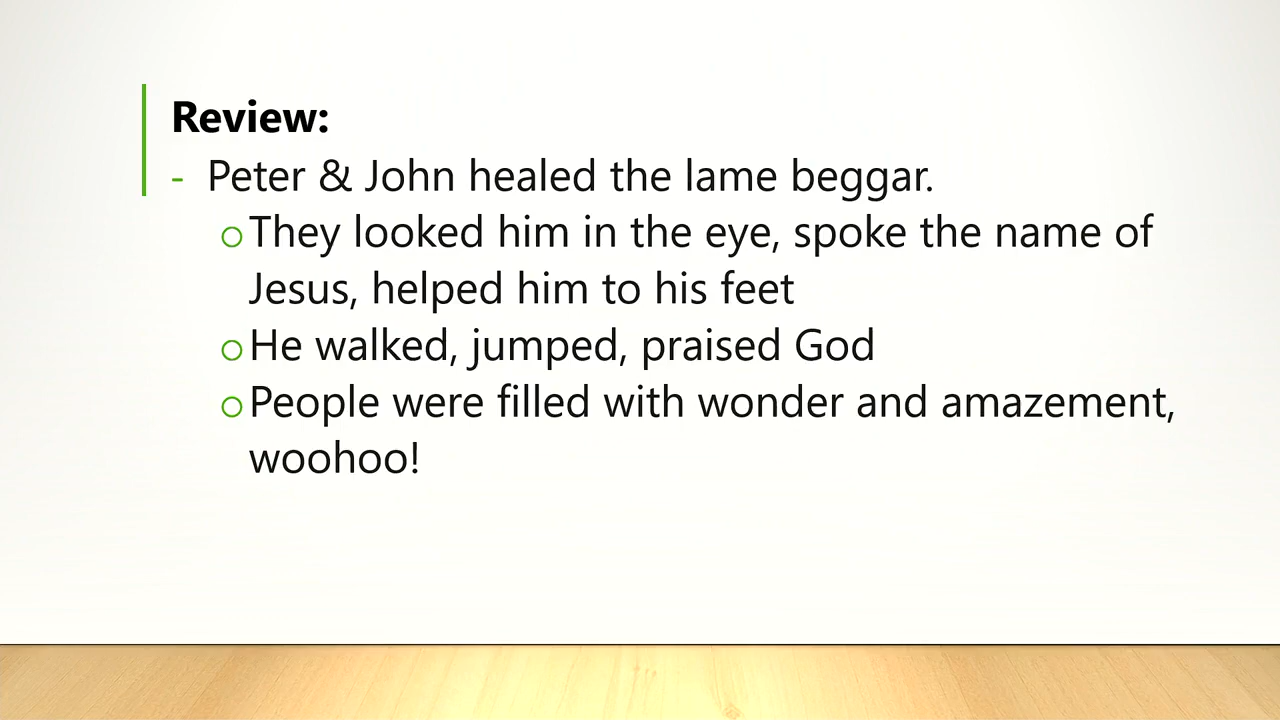 Review:
- Peter & John healed the lame beggar.
o They looked him in the eye, spoke the name of
Jesus, helped him to his feet
o He walked, jumped, praised God
o People were filled with wonder and amazement,
woohoo!